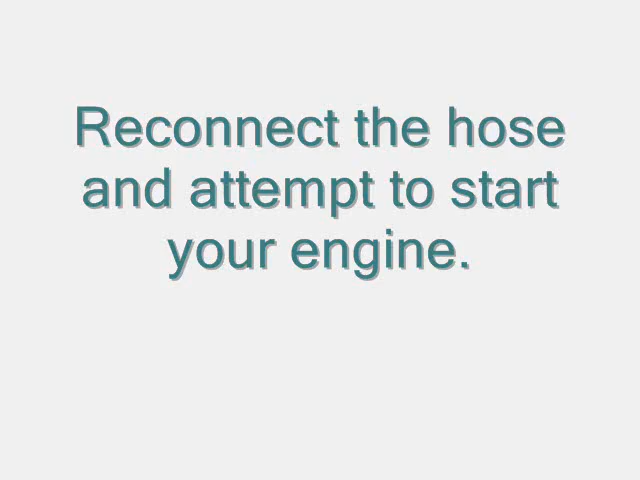 Reconnect the hose
and attempt to start
your engine.